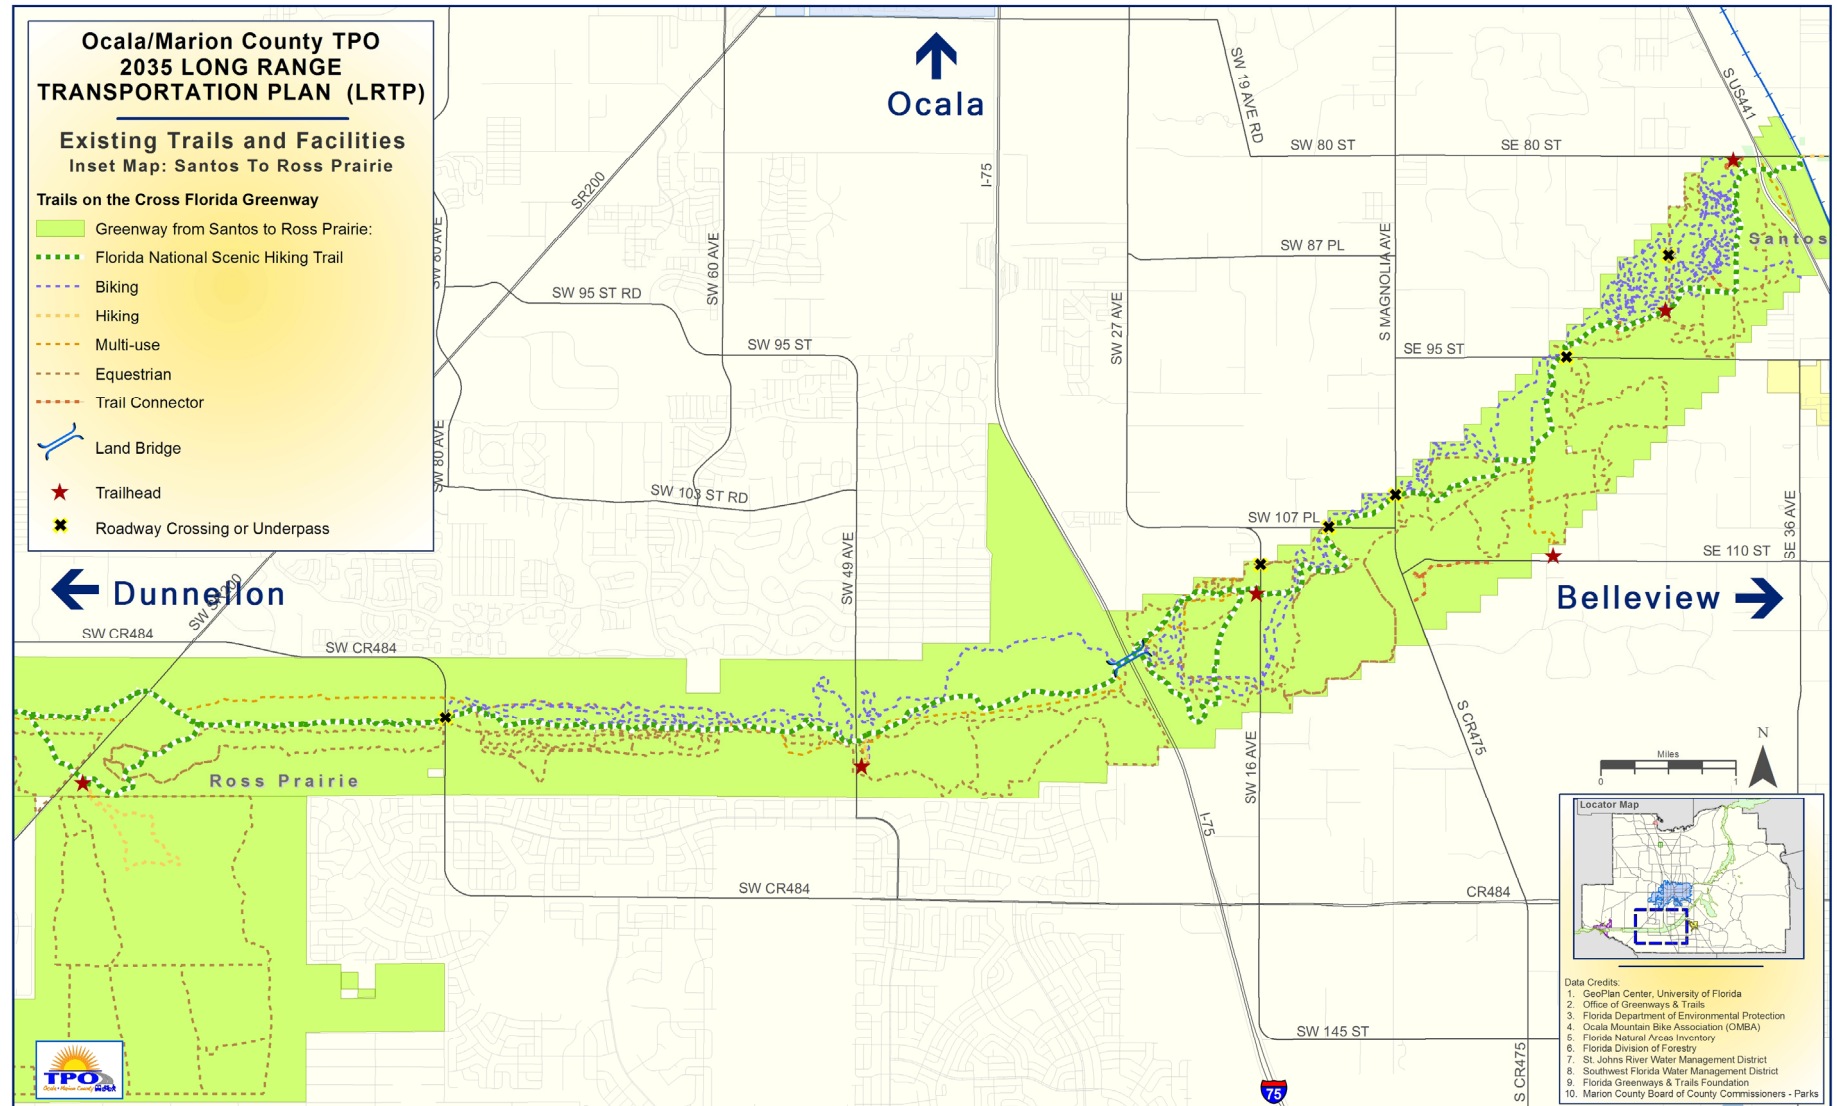 Ocala/Marion County TPO
2035 LONG RANGE
TRANSPORTATION PLAN (LRTP)
Existing Trails and Facilities
Inset Map: Santos To Ross Prairie
Trails on the Cross Florida Greenway
Greenway from Santos to Ross Prairie:
Florida National Scenic Hiking Trail
Biking
Hiking
Multi-use
Equestrian
Trail Connector
Land Bridge
Trailhead
Roadway Crossing or Underpass
Ocala
Dunnellon
Belleview
Santos
Ross Prairie
SR200
SW SR200
I-75
I-75
SW 19 AVE RD
S US441
SW 80 ST
SE 80 ST
SW 87 PL
S MAGNOLIA AVE
SW 27 AVE
SW 60 AVE
SW 80 AVE
SW 80 AVE
SW 95 ST RD
SW 95 ST
SE 95 ST
SW 103 ST RD
SW 49 AVE
SW 107 PL
SE 110 ST
SE 36 AVE
SW CR484
SW CR484
SW CR484
CR484
S CR475
S CR475
SW 16 AVE
SW 145 ST
75
N
Miles
0
1
Locator Map
Data Credits:
1. GeoPlan Center, University of Florida
2. Office of Greenways & Trails
3. Florida Department of Environmental Protection
4. Ocala Mountain Bike Association (OMBA)
5. Florida Natural Areas Inventory
6. Florida Division of Forestry
7. St. Johns River Water Management District
8. Southwest Florida Water Management District
9. Florida Greenways & Trails Foundation
10. Marion County Board of County Commissioners - Parks
TPO
Ocala • Marion County